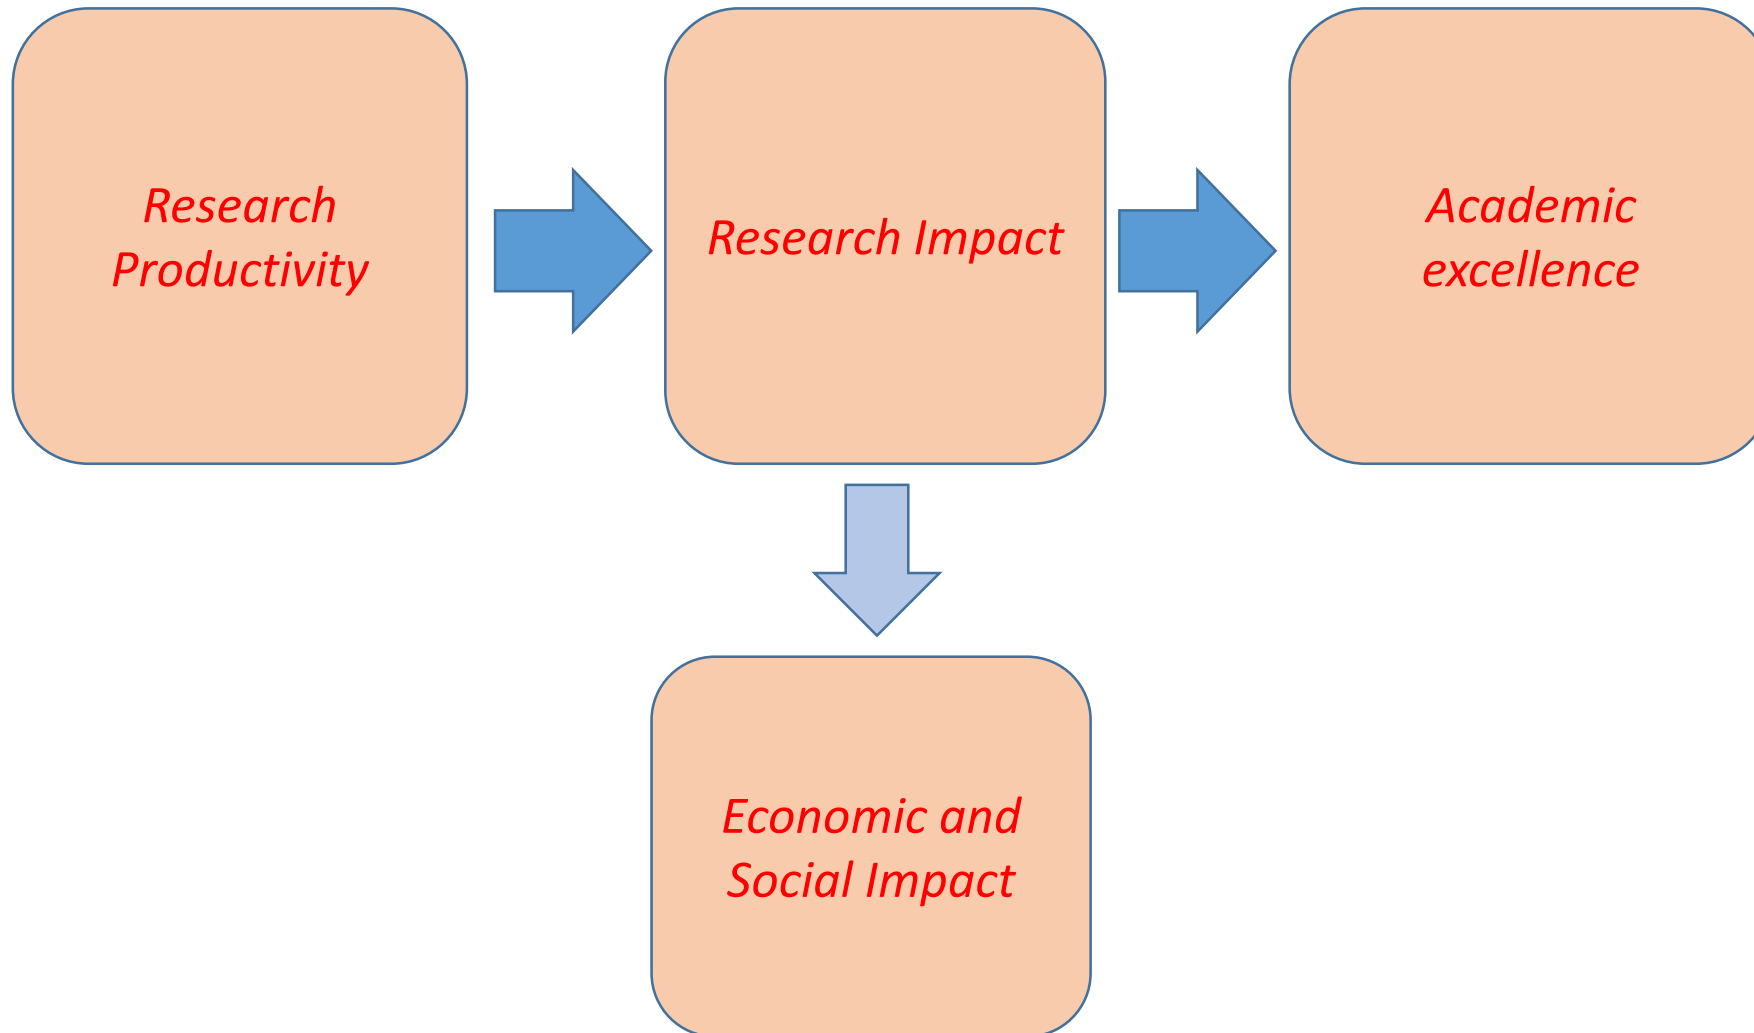 Research
Productivity
Research Impact
Academic
excellence
Economic and
Social Impact